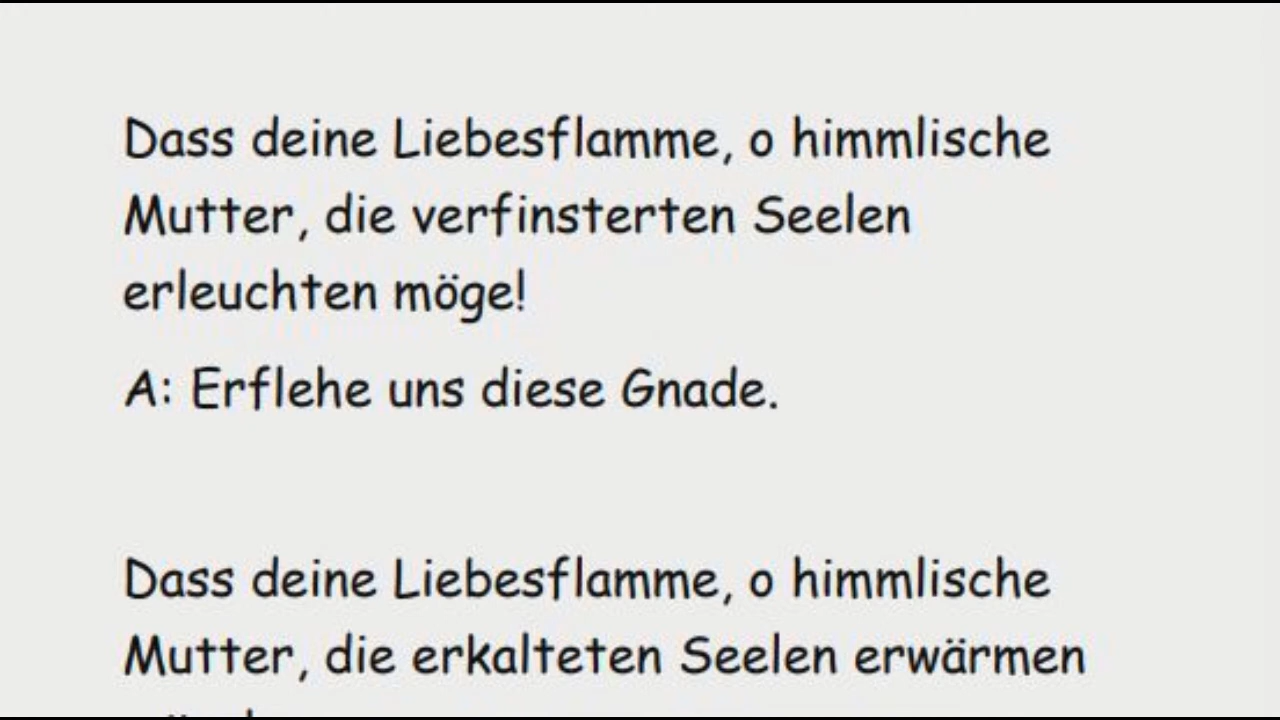 Dass deine Liebesflamme, o himmlische
Mutter, die verfinsterten Seelen
erleuchten möge!
A: Erflehe uns diese Gnade.
Dass deine Liebesflamme, o himmlische
Mutter, die erkalteten Seelen erwärmen